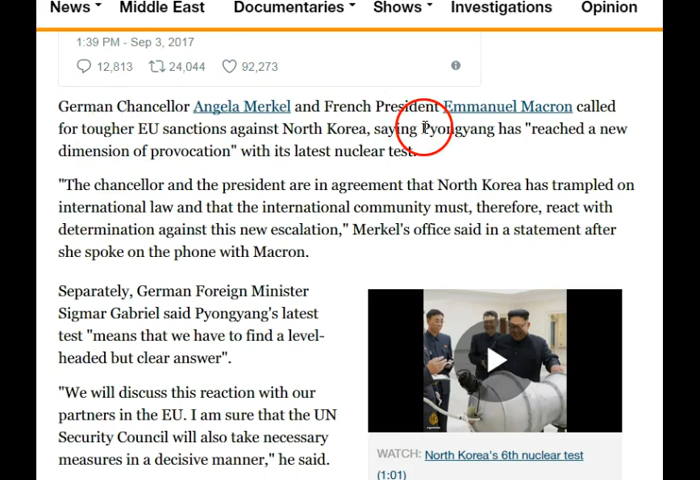 News Middle East Documentaries Shows Investigations Opinion
1:39 PM - Sep 3, 2017
12,813 24,044 92,273
German Chancellor Angela Merkel and French President Emmanuel Macron called
for tougher EU sanctions against North Korea, saying Pyongyang has "reached a new
dimension of provocation" with its latest nuclear test.
"The chancellor and the president are in agreement that North Korea has trampled on
international law and that the international community must, therefore, react with
determination against this new escalation," Merkel's office said in a statement after
she spoke on the phone with Macron.
Separately, German Foreign Minister
Sigmar Gabriel said Pyongyang's latest
test "means that we have to find a level-
headed but clear answer".
"We will discuss this reaction with our
partners in the EU. I am sure that the UN
Security Council will also take necessary
measures in a decisive manner," he said.
WATCH: North Korea's 6th nuclear test
(1:01)